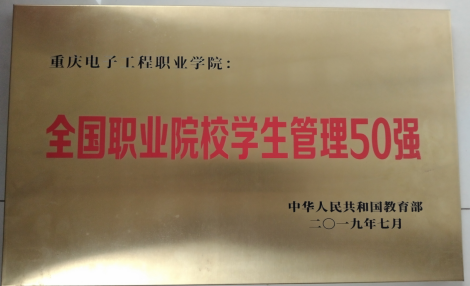 重庆电子工程职业学院：
全国职业院校学生管理50强
中华人民共和国教育部
二〇一九年七月